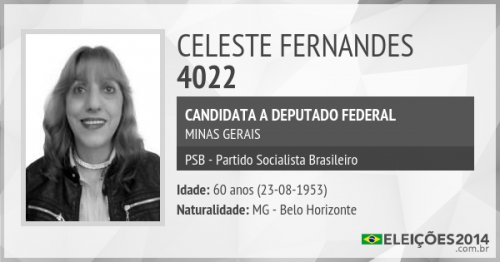 CELESTE FERNANDES
4022
CANDIDATA A DEPUTADO FEDERAL
MINAS GERAIS
PSB - Partido Socialista Brasileiro
Idade: 60 anos (23-08-1953)
Naturalidade: MG - Belo Horizonte
ELEIÇÕES2014
.com.br